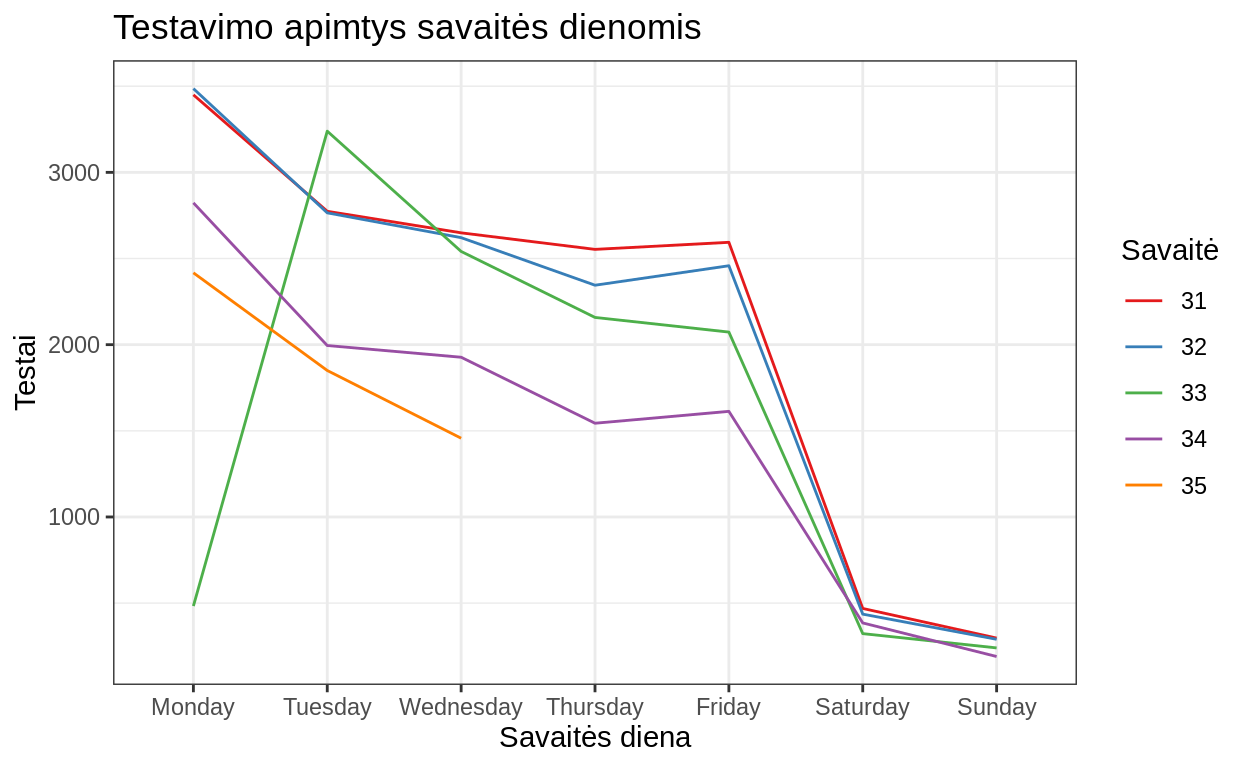 Testavimo apimtys savaitės dienomis
Testai
3000
2000
1000
Monday Tuesday Wednesday Thursday Friday Saturday Sunday
Savaitės diena
Savaitė
31
32
33
34
35